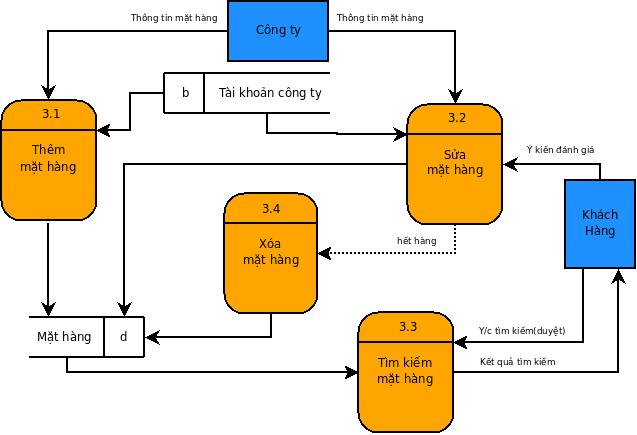 Thông tin mặt hàng
Công ty
Thông tin mặt hàng
b
Tài khoản công ty
3.1
Thêm
mặt hàng
3.2
Sửa
mặt hàng
Ý kiến đánh giá
Khách
Hàng
3.4
Xóa
mặt hàng
hết hàng
Mặt hàng
d
3.3
Tìm kiếm
mặt hàng
Y/c tìm kiếm(duyệt)
Kết quả tìm kiếm